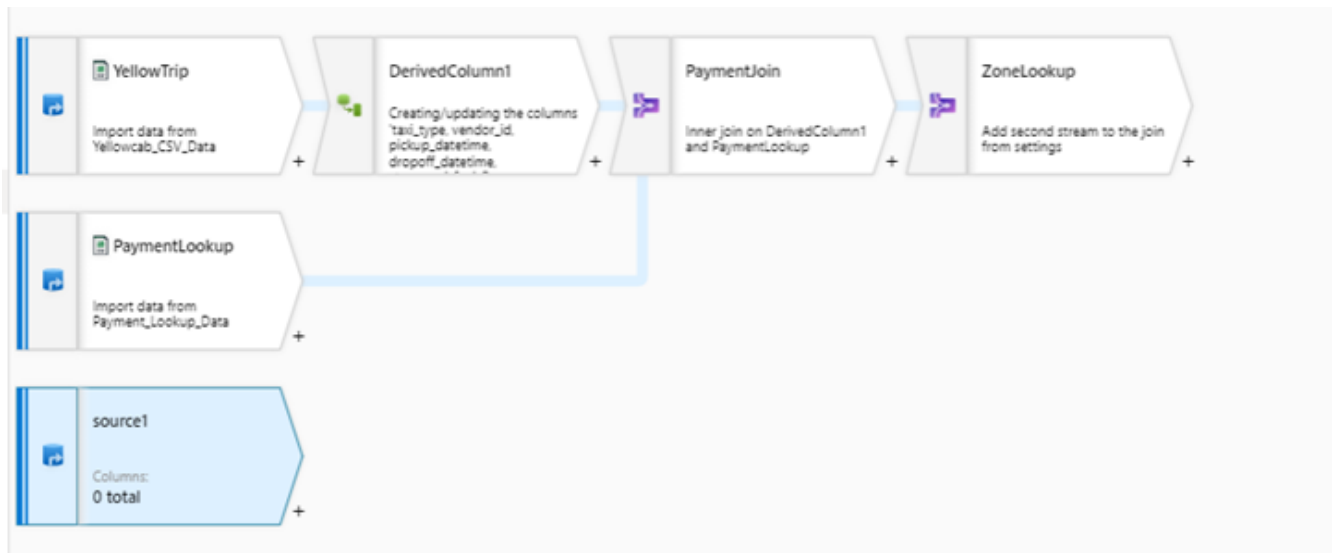 YellowTrip
Import data from
Yellowcab_CSV_Data
+
DerivedColumn1
Creating/updating the columns
'taxi_type, vendor_id,
pickup_datetime,
dropoff_datetime,
+
PaymentJoin
Inner join on DerivedColumn1
and PaymentLookup
+
ZoneLookup
Add second stream to the join
from settings
+
PaymentLookup
Import data from
Payment_Lookup_Data
+
source1
Columns:
0 total
+